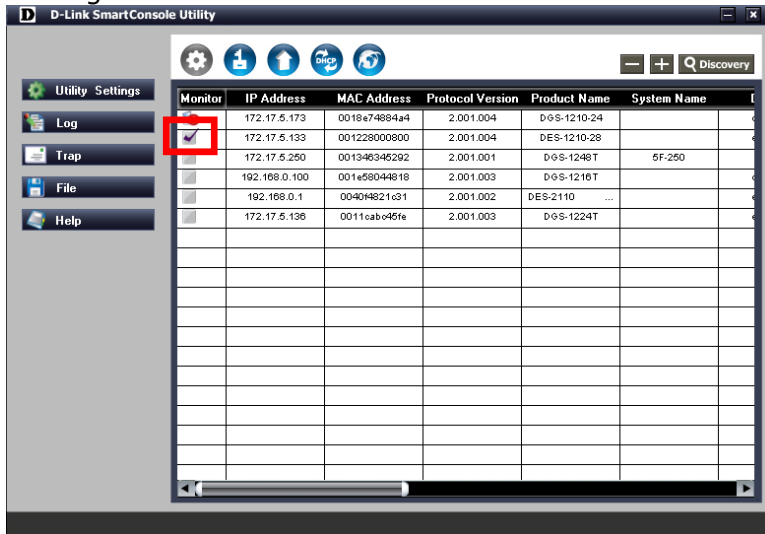 D-Link SmartConsole Utility
DHCP
Discovery
Utility Settings
Log
Trap
File
Help
Monitor IP Address MAC Address Protocol Version Product Name System Name
172.17.5.173 0018e74884a4 2.001.004 DGS-1210-24
172.17.5.133 001228000800 2.001.004 DES-1210-28
172.17.5.250 001346345292 2.001.001 DGS-1248T 5F-250
192.168.0.100 001e58044818 2.001.003 DGS-1216T
192.168.0.1 0040f4821c31 2.001.002 DES-2110 ...
172.17.5.136 0011cabc45fe 2.001.003 DGS-1224T